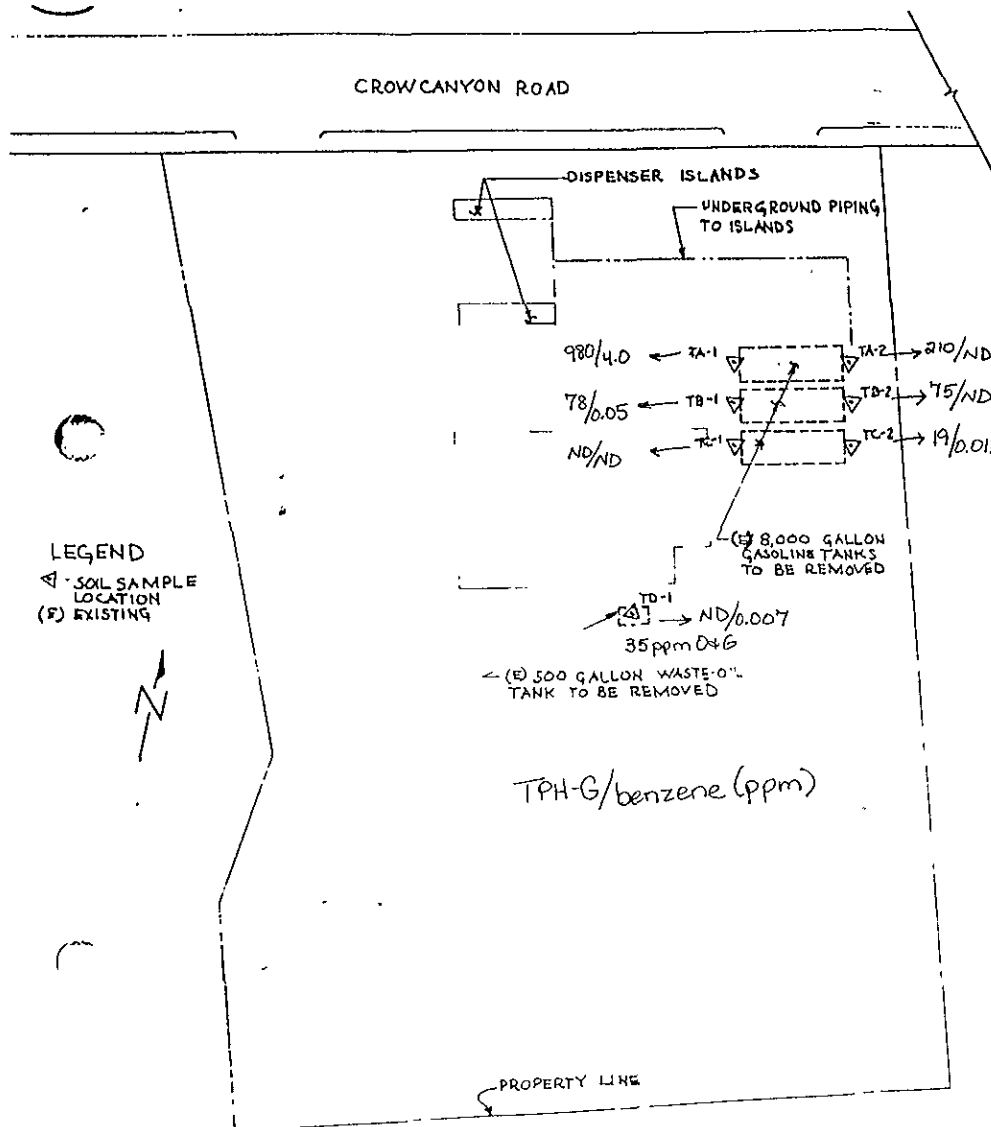 CROW CANYON ROAD
DISPENSER ISLANDS
UNDERGROUND PIPING
TO ISLANDS
980/4.0 TA-1 TA-2 210/ND
78/0.05 TB-1 TB-2 75/ND
ND/ND TC-1 TC-2 19/0.01
(E) 8,000 GALLON
GASOLINE TANKS
TO BE REMOVED
LEGEND
SOIL SAMPLE
LOCATION
(E) EXISTING
N
TD-1
ND/0.007
35 ppm O&G
(E) 500 GALLON WASTE-O
TANK TO BE REMOVED
TPH-G/benzene (ppm)
PROPERTY LINE